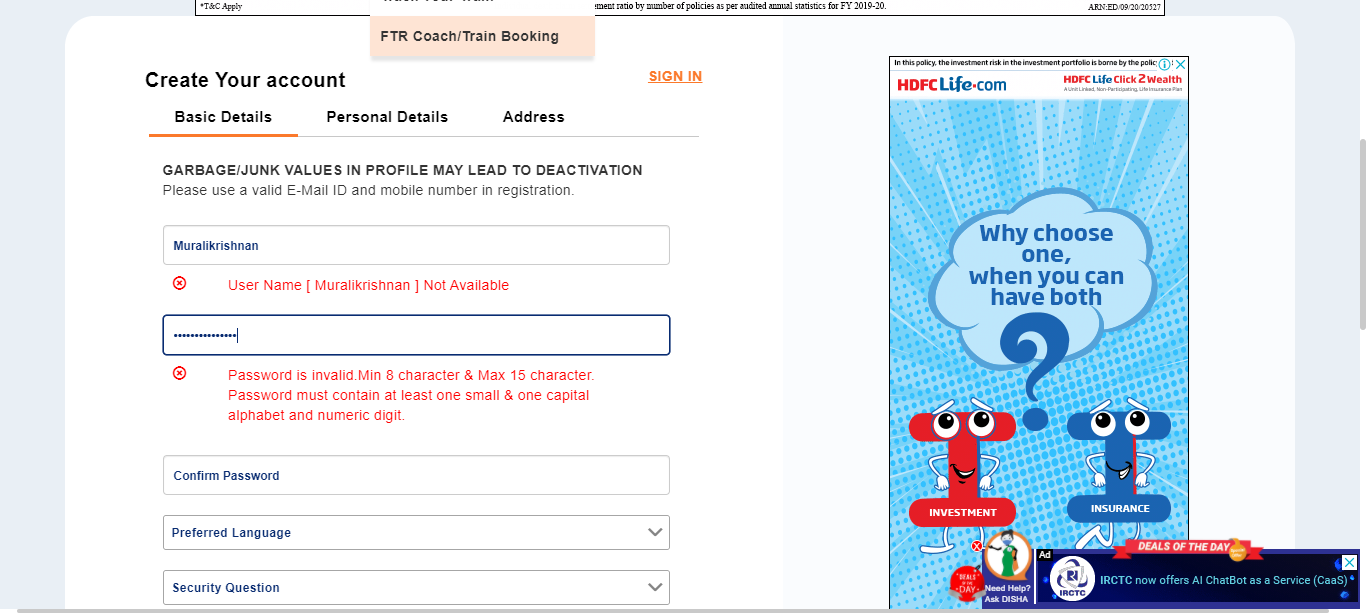 *T&C Apply
ement ratio by number of policies as per audited annual statistics for FY 2019-20.
ARN:ED/09/20/20527
FTR Coach/Train Booking
Create Your account
SIGN IN
Basic Details
Personal Details
Address
GARBAGE/JUNK VALUES IN PROFILE MAY LEAD TO DEACTIVATION
Please use a valid E-Mail ID and mobile number in registration.
Muralikrishnan
User Name [ Muralikrishnan ] Not Available
•••••••••••••••
Password is invalid.Min 8 character & Max 15 character.
Password must contain at least one small & one capital
alphabet and numeric digit.
Confirm Password
Preferred Language
Security Question
In this policy, the investment risk in the investment portfolio is borne by the polic
HDFC Life.com
HDFC Life Click 2 Wealth
A Unit Linked, Non-Participating, Life Insurance Plan
Why choose
one,
when you can
have both
?
INVESTMENT
INSURANCE
DEALS OF THE DAY
DEALS
OF THE
DAY
Need Help?
Ask DISHA
Ad
IRCTC
IRCTC now offers AI ChatBot as a Service (CaaS)